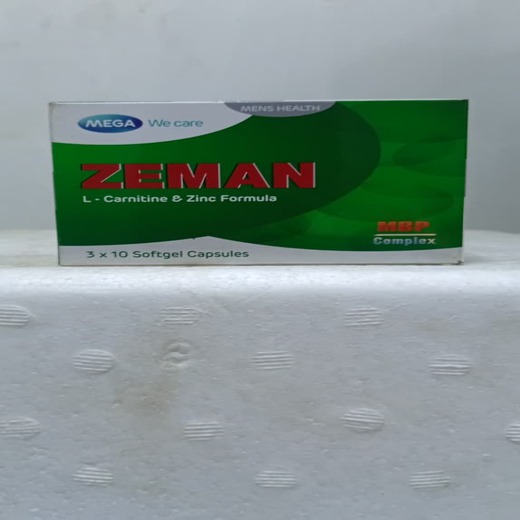 MENS HEALTH
MEGA We care
ZEMAN
L - Carnitine & Zinc Formula
MBP
Complex
3 x 10 Softgel Capsules